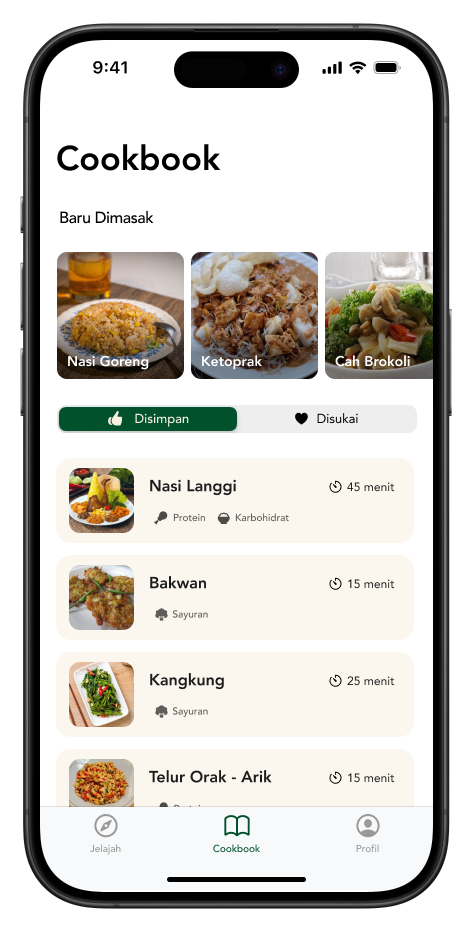 9:41
Cookbook
Baru Dimasak
Nasi Goreng
Ketoprak
Cah Brokoli
Disimpan
Disukai
Nasi Langgi
45 menit
Protein
Karbohidrat
Bakwan
15 menit
Sayuran
Kangkung
25 menit
Sayuran
Telur Orak - Arik
15 menit
Jelajah
Cookbook
Profil